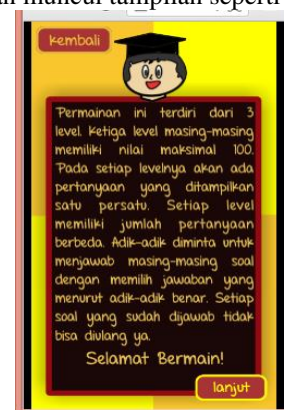 kembali
Permainan ini terdiri dari 3
level. Ketiga level masing-masing
memiliki nilai maksimal 100.
Pada setiap levelnya akan ada
pertanyaan yang ditampilkan
satu persatu. Setiap level
memiliki jumlah pertanyaan
berbeda. Adik-adik diminta untuk
menjawab masing-masing soal
dengan memilih jawaban yang
menurut adik-adik benar. Setiap
soal yang sudah dijawab tidak
bisa diulang ya.
Selamat Bermain!
lanjut